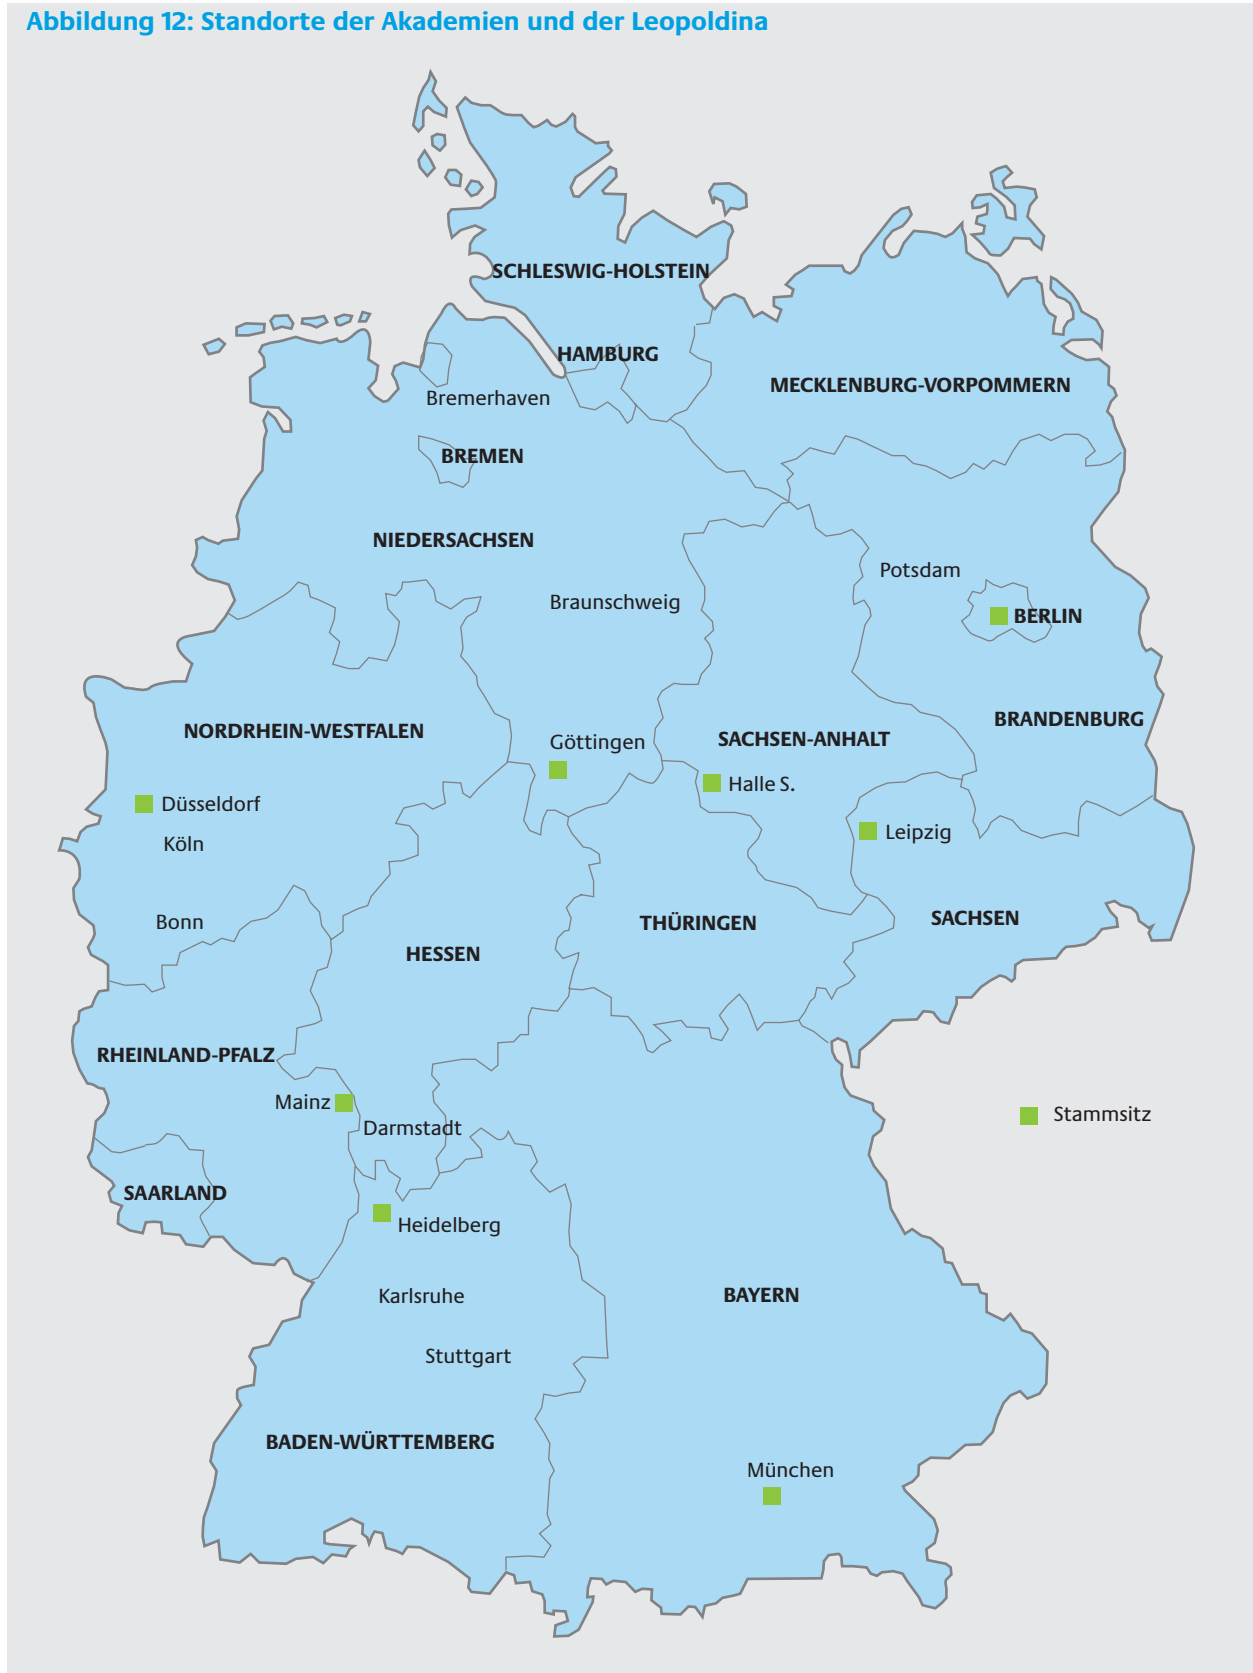 Abbildung 12: Standorte der Akademien und der Leopoldina
SCHLESWIG-HOLSTEIN
HAMBURG
MECKLENBURG-VORPOMMERN
Bremerhaven
BREMEN
NIEDERSACHSEN
Potsdam
Braunschweig
BERLIN
BRANDENBURG
NORDRHEIN-WESTFALEN
SACHSEN-ANHALT
Göttingen
Halle S.
Düsseldorf
Leipzig
Köln
SACHSEN
Bonn
THÜRINGEN
HESSEN
RHEINLAND-PFALZ
Mainz
Stammsitz
Darmstadt
SAARLAND
Heidelberg
Karlsruhe
BAYERN
Stuttgart
BADEN-WÜRTTEMBERG
München